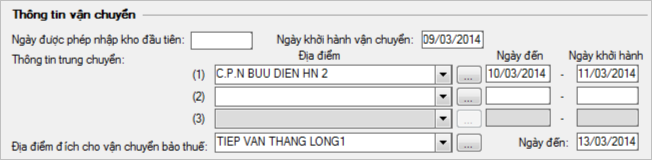 Thông tin vận chuyển
Ngày được phép nhập kho đầu tiên: Ngày khởi hành vận chuyển: 09/03/2014
Thông tin trung chuyển: Địa điểm Ngày đến Ngày khởi hành
(1) C.P.N BUU DIEN HN 2 ... 10/03/2014 - 11/03/2014
(2) ... -
(3) ... -
Địa điểm đích cho vận chuyển bảo thuế: TIEP VAN THANG LONG1 ... Ngày đến: 13/03/2014